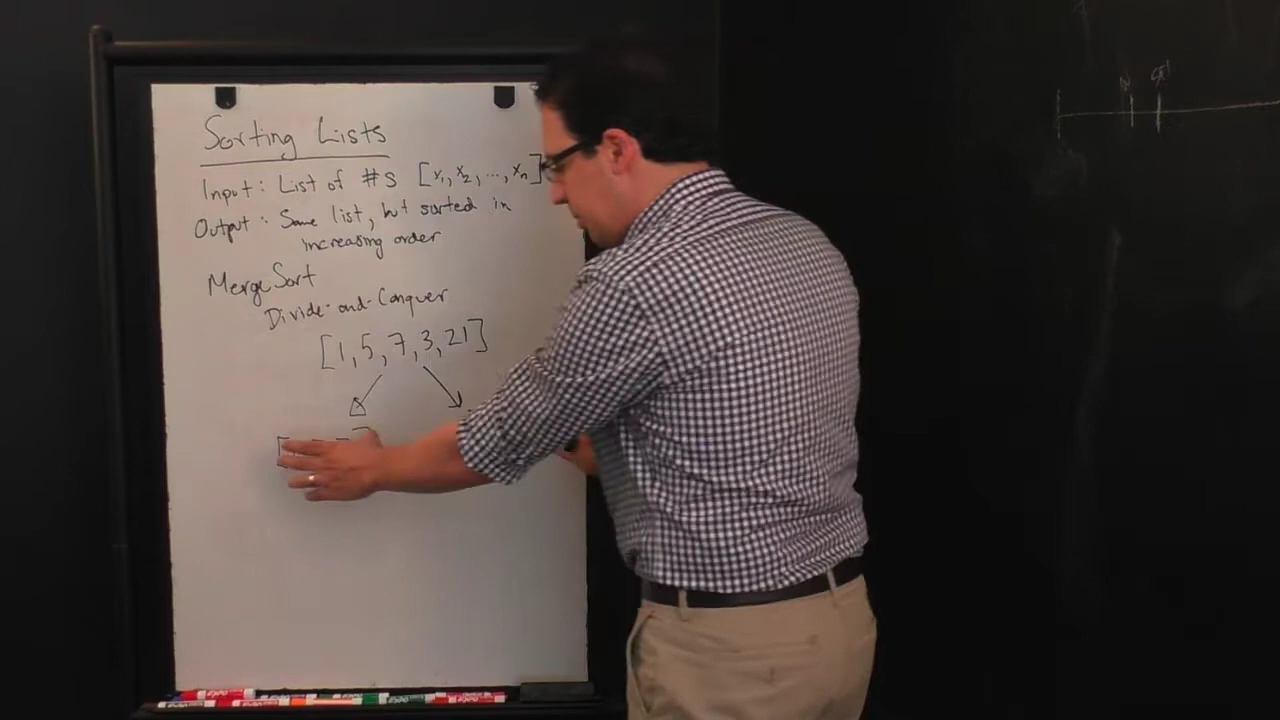 Sorting Lists
Input: List of #s [x₁, x₂, ..., xₙ]
Output: Same list, but sorted in
increasing order
MergeSort
Divide-and-Conquer
[1, 5, 7, 3, 21]